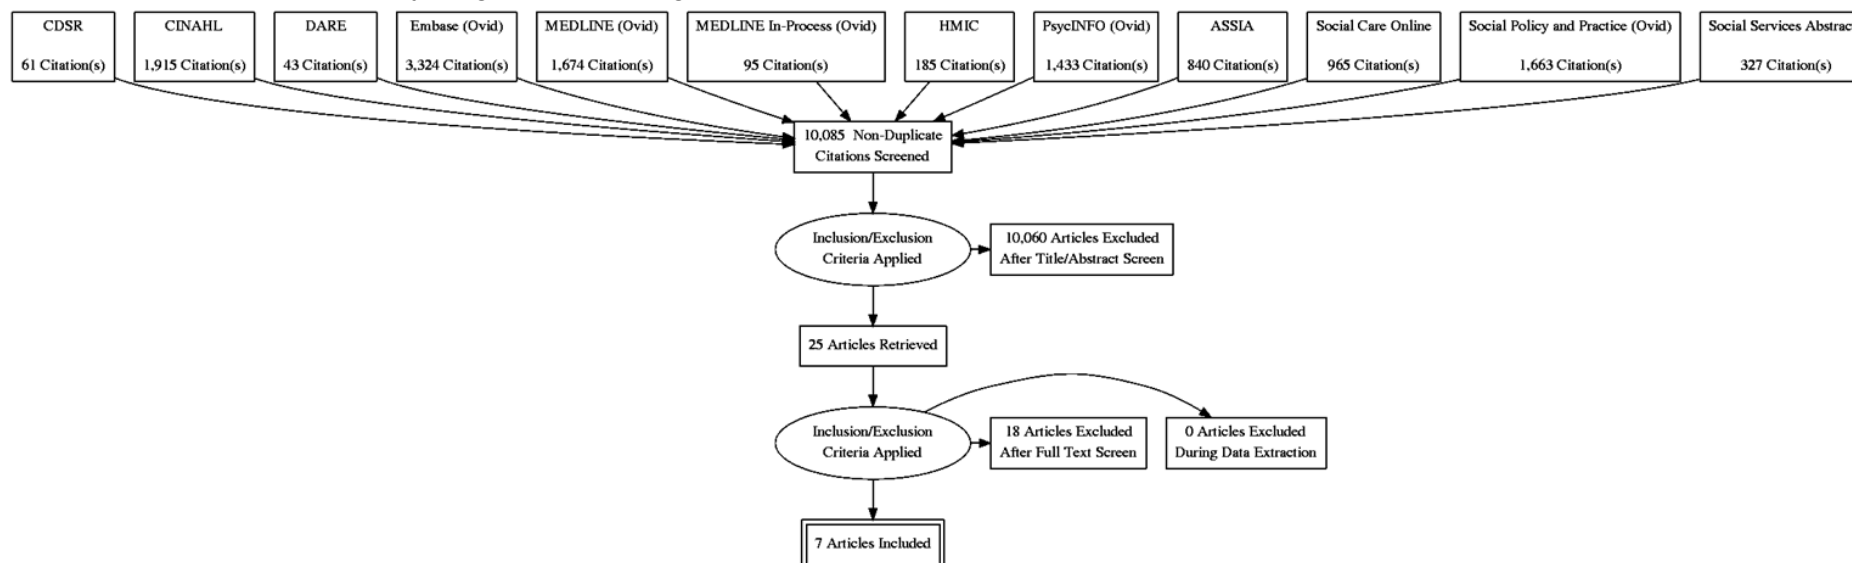 CDSR
61 Citation(s)
CINAHL
1,915 Citation(s)
DARE
43 Citation(s)
Embase (Ovid)
3,324 Citation(s)
MEDLINE (Ovid)
1,674 Citation(s)
MEDLINE In-Process (Ovid)
95 Citation(s)
HMIC
185 Citation(s)
PsycINFO (Ovid)
1,433 Citation(s)
ASSIA
840 Citation(s)
Social Care Online
965 Citation(s)
Social Policy and Practice (Ovid)
1,663 Citation(s)
Social Services Abstrac
327 Citation(s)
10,085 Non-Duplicate
Citations Screened
Inclusion/Exclusion
Criteria Applied
10,060 Articles Excluded
After Title/Abstract Screen
25 Articles Retrieved
Inclusion/Exclusion
Criteria Applied
18 Articles Excluded
After Full Text Screen
0 Articles Excluded
During Data Extraction
7 Articles Included